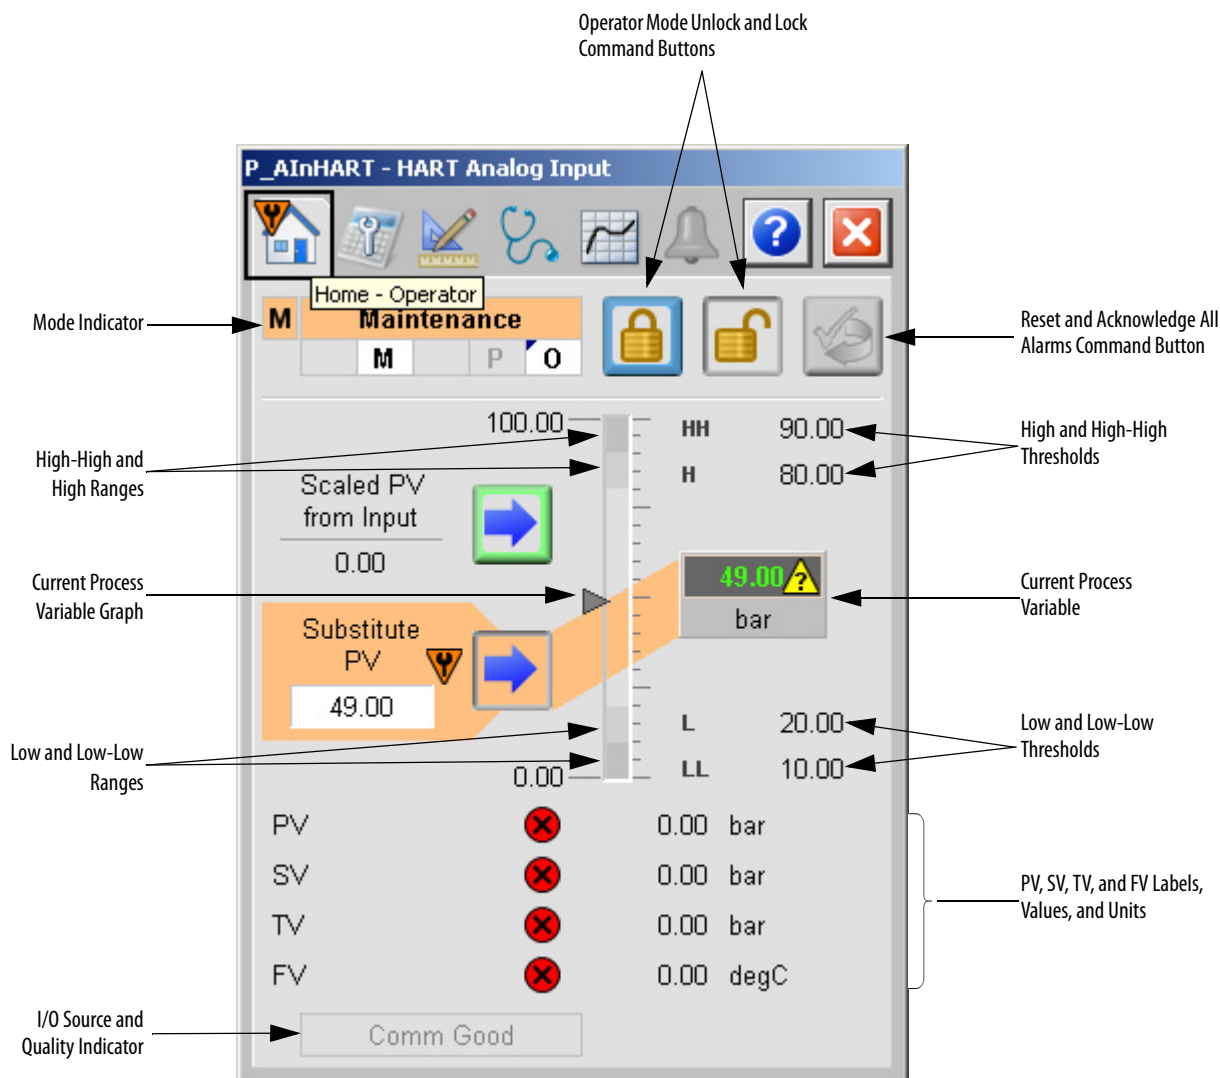 Operator Mode Unlock and Lock
Command Buttons
P_AInHART - HART Analog Input
Home - Operator
Mode Indicator
M
Maintenance
M
P
O
Reset and Acknowledge All
Alarms Command Button
100.00
HH
90.00
High and High-High
Thresholds
High-High and
High Ranges
H
80.00
Scaled PV
from Input
0.00
Current Process
Variable Graph
49.00
?
bar
Current Process
Variable
Substitute
PV
49.00
Low and Low-Low
Ranges
L
20.00
Low and Low-Low
Thresholds
LL
10.00
0.00
PV
0.00 bar
SV
0.00 bar
PV, SV, TV, and FV Labels,
Values, and Units
TV
0.00 bar
FV
0.00 degC
I/O Source and
Quality Indicator
Comm Good